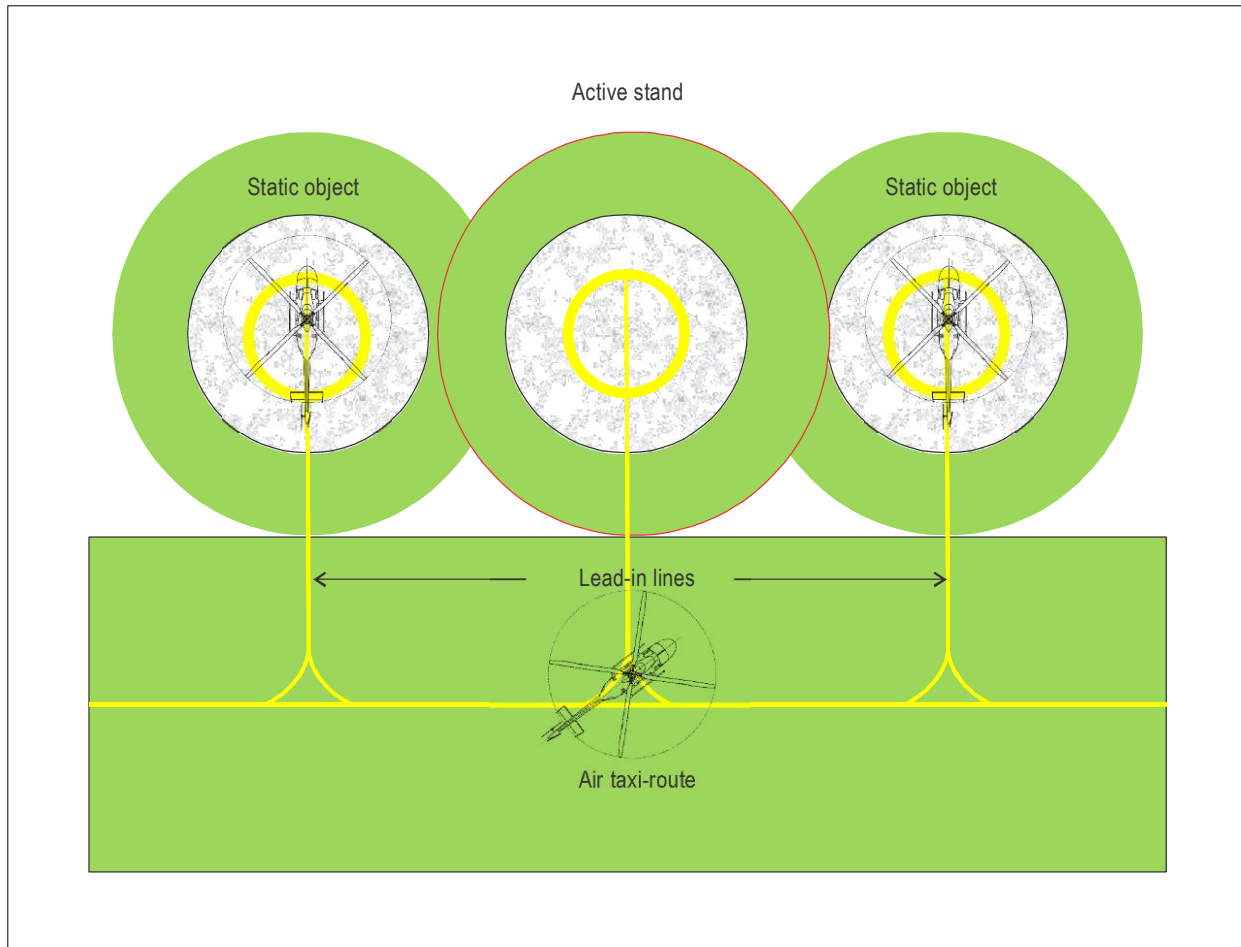 Active stand
Static object
Static object
Lead-in lines
Air taxi-route